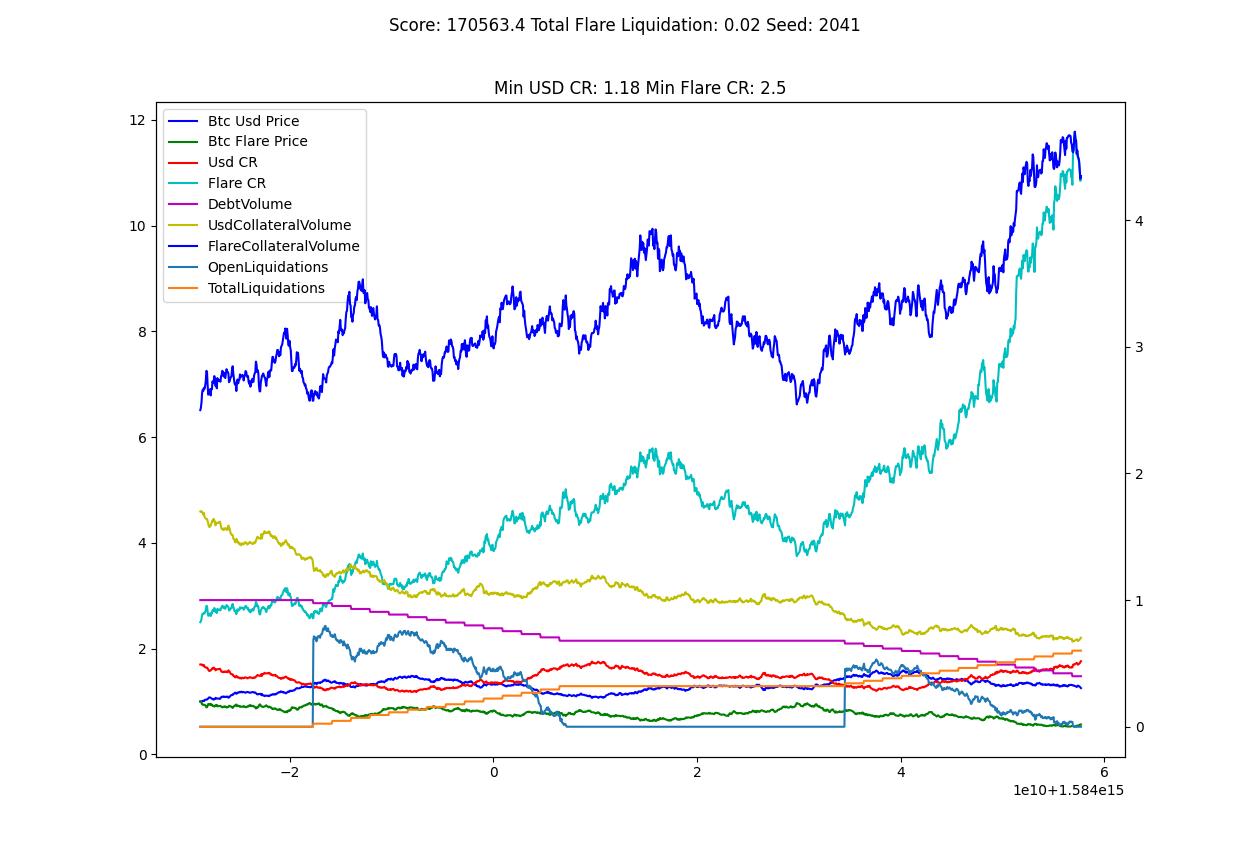 Score: 170563.4 Total Flare Liquidation: 0.02 Seed: 2041
Min USD CR: 1.18 Min Flare CR: 2.5
Btc Usd Price
Btc Flare Price
Usd CR
Flare CR
DebtVolume
UsdCollateralVolume
FlareCollateralVolume
OpenLiquidations
TotalLiquidations
12
10
8
6
4
2
0
4
3
2
1
0
−2
0
2
4
6
1e10+1.584e15